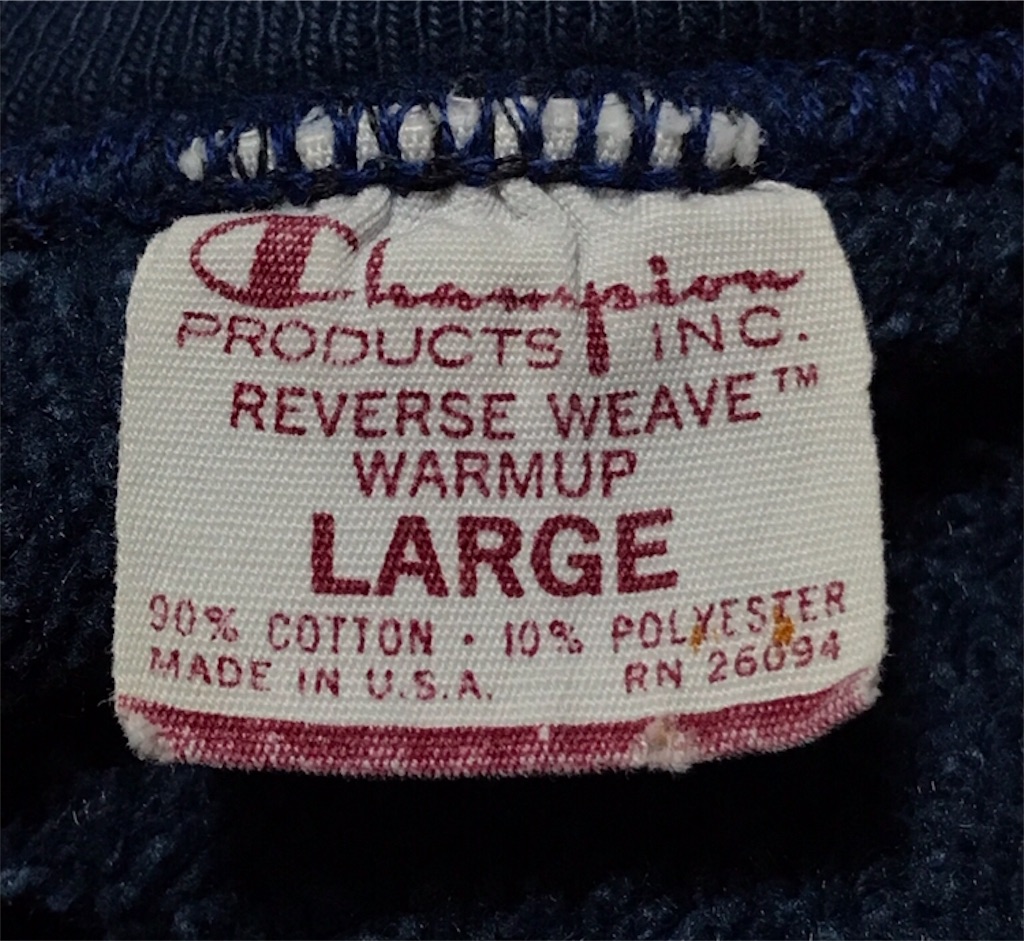 Champion
PRODUCTS INC.
REVERSE WEAVE™
WARMUP
LARGE
90% COTTON · 10% POLYESTER
MADE IN U.S.A. RN 26094